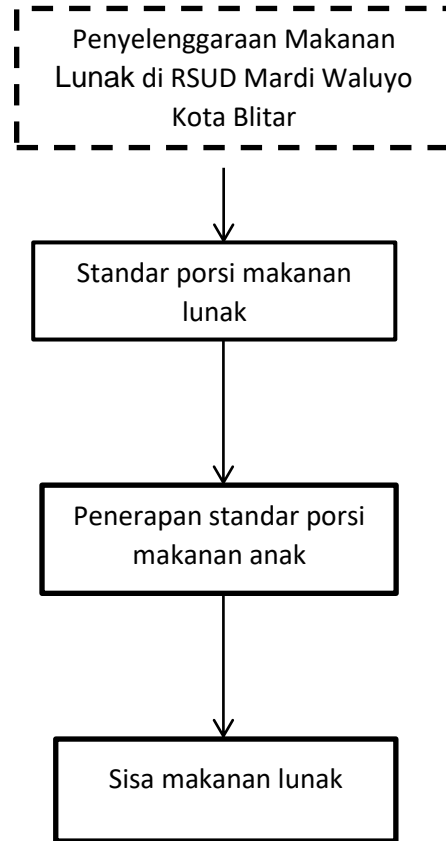 Penyelenggaraan Makanan
Lunak di RSUD Mardi Waluyo
Kota Blitar
Standar porsi makanan
lunak
Penerapan standar porsi
makanan anak
Sisa makanan lunak